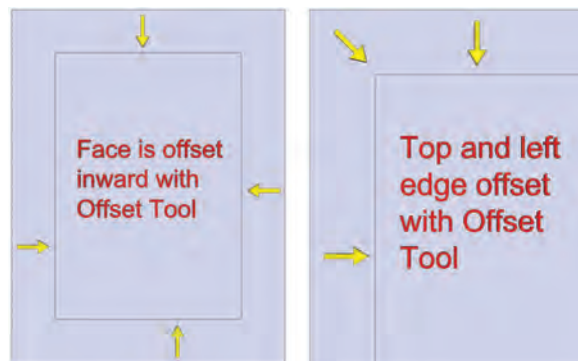 Face is offset
inward with
Offset Tool
Top and left
edge offset
with Offset
Tool